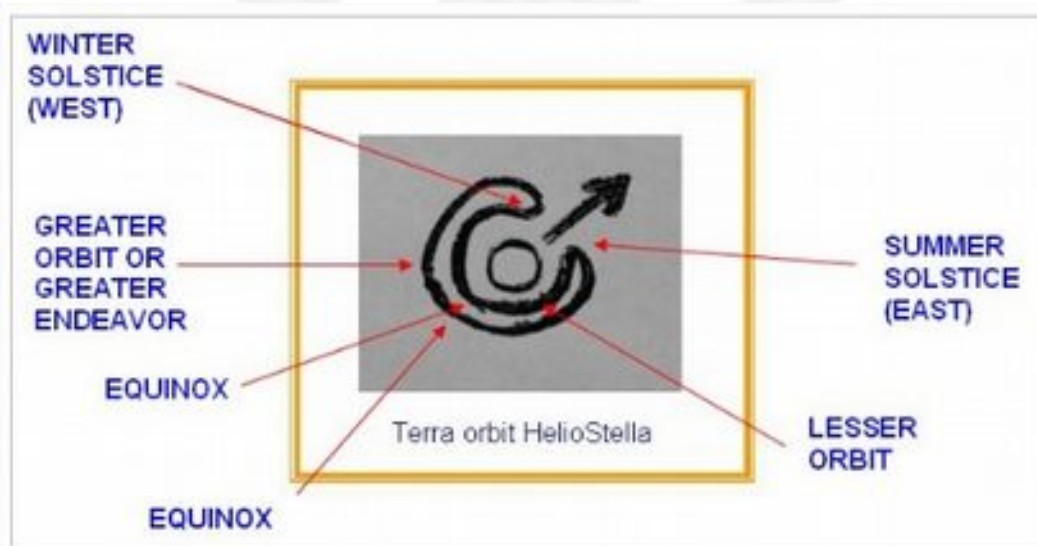 WINTER
SOLSTICE
(WEST)
GREATER
ORBIT OR
GREATER
ENDEAVOR
SUMMER
SOLSTICE
(EAST)
EQUINOX
Terra orbit HelioStella
LESSER
ORBIT
EQUINOX